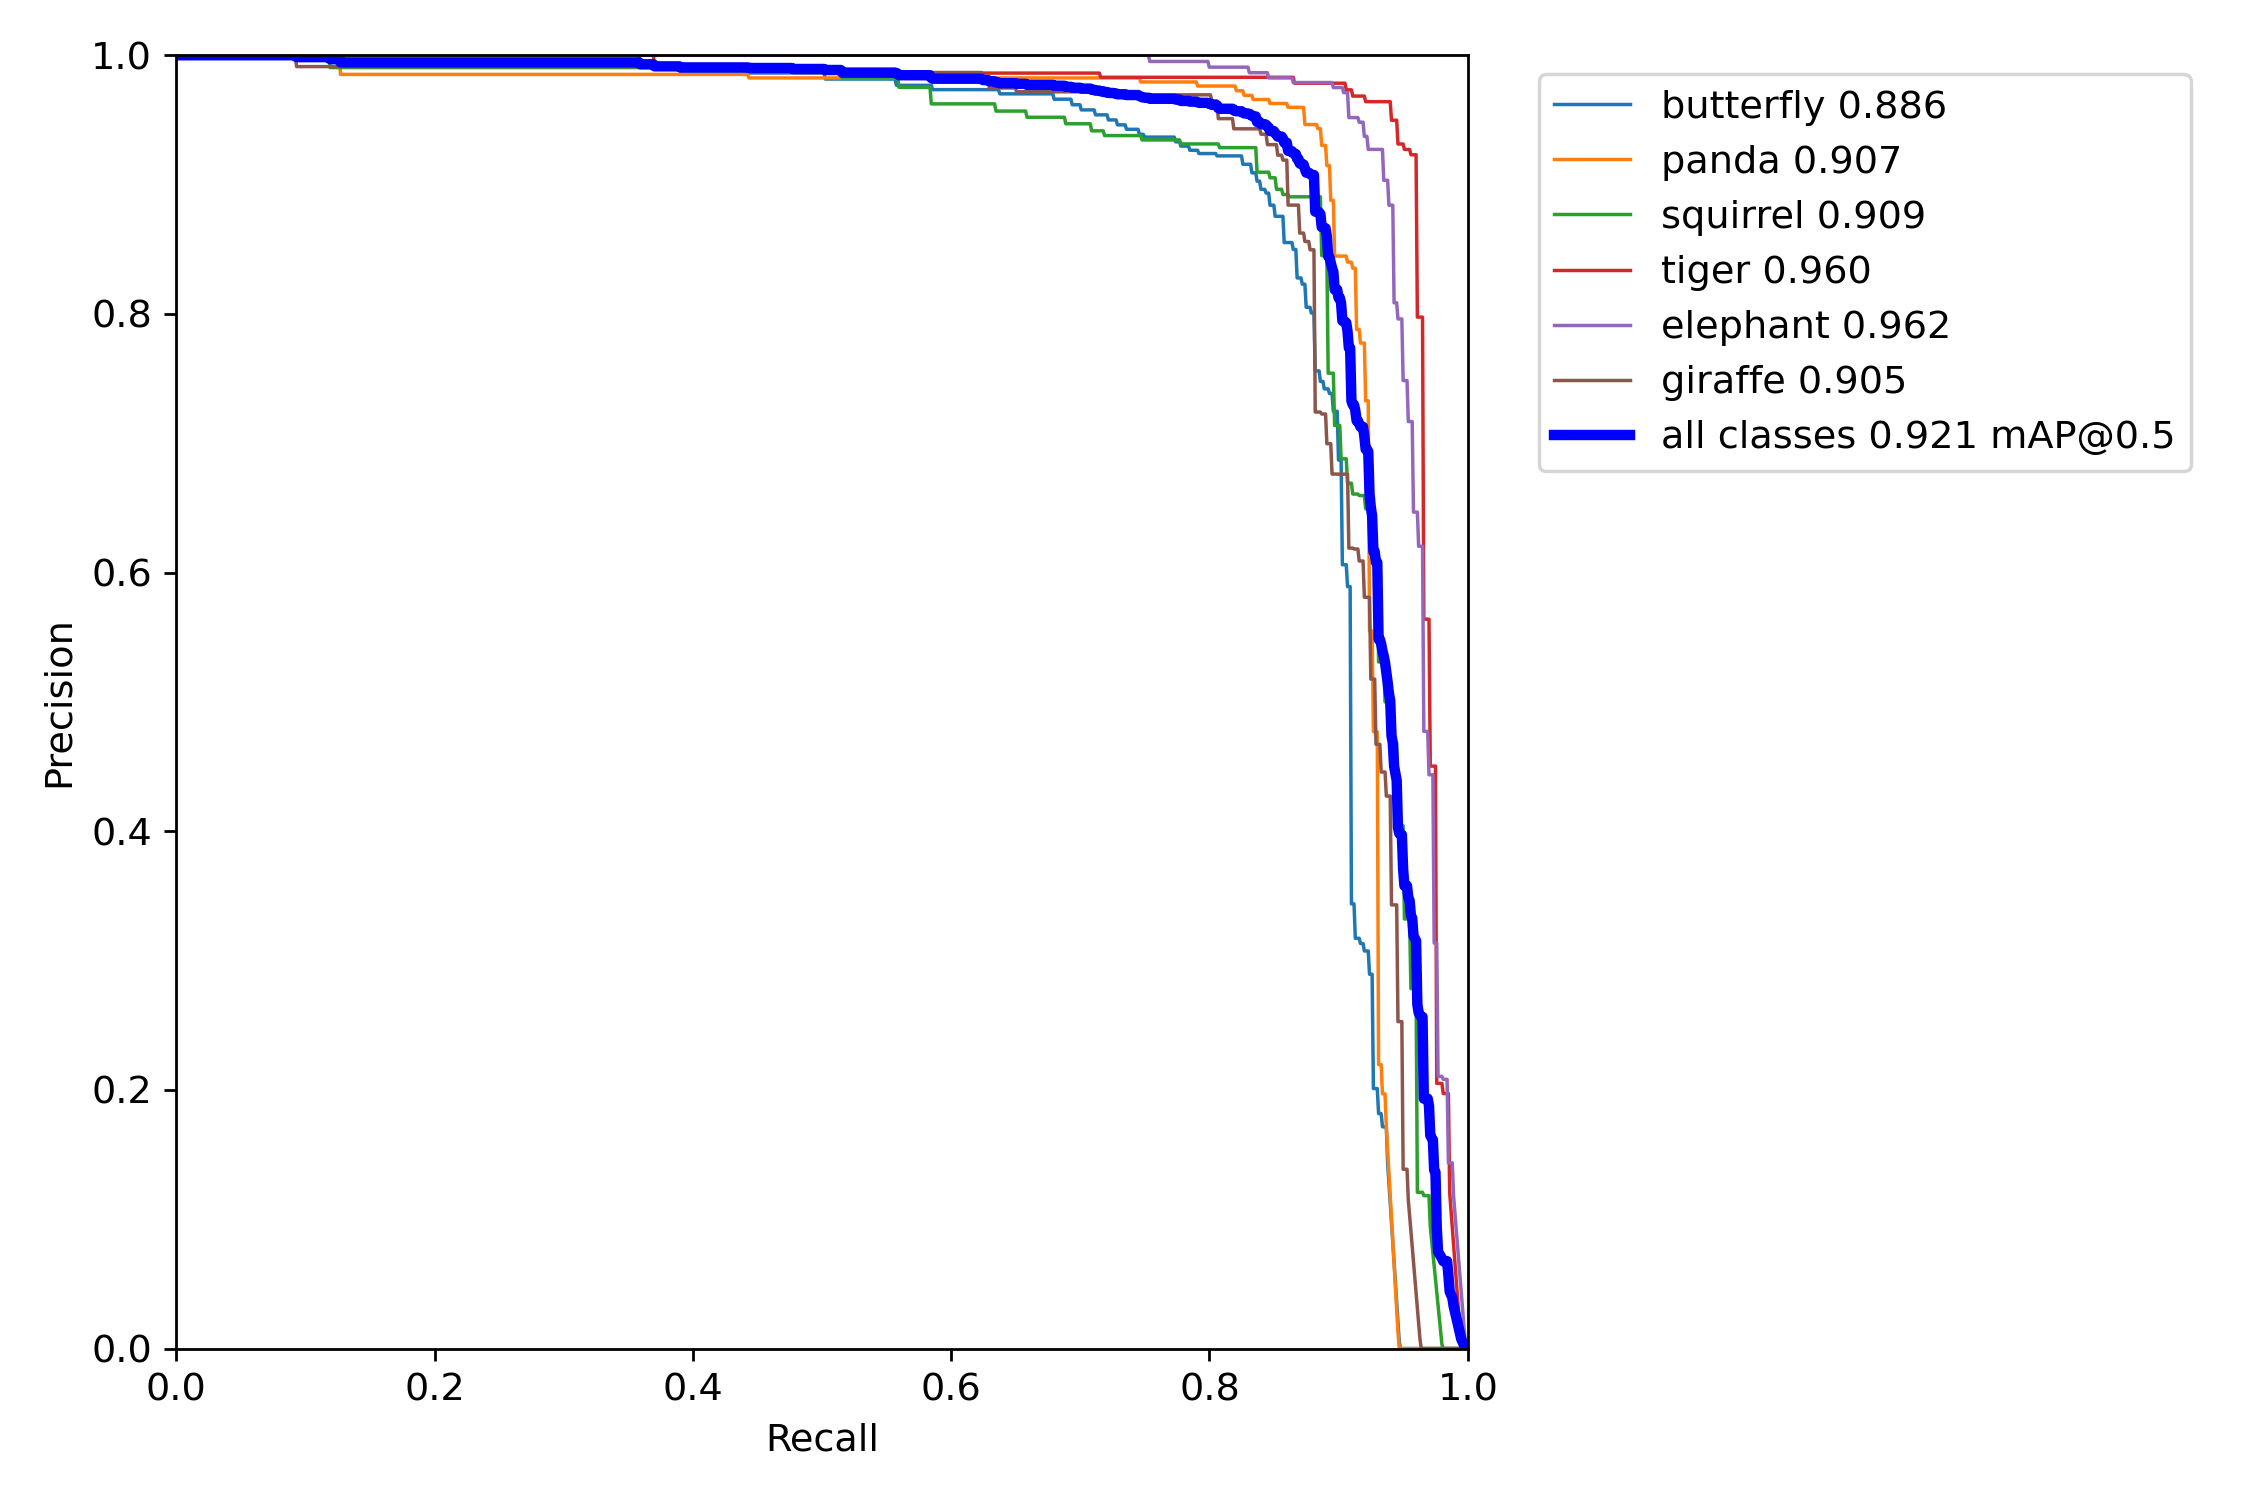 1.0
0.8
0.6
0.4
0.2
0.0
Precision
0.0 0.2 0.4 0.6 0.8 1.0
Recall
butterfly 0.886
panda 0.907
squirrel 0.909
tiger 0.960
elephant 0.962
giraffe 0.905
all classes 0.921 mAP@0.5